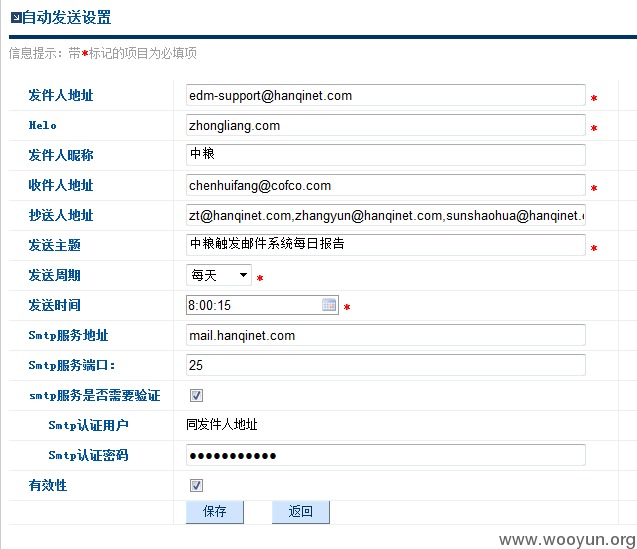 自动发送设置
信息提示：带*标记的项目为必填项
发件人地址 edm-support@hanqinet.com *
Helo zhongliang.com *
发件人昵称 中粮
收件人地址 chenhuifang@cofco.com *
抄送人地址 zt@hanqinet.com,zhangyun@hanqinet.com,sunshaohua@hanqinet.
发送主题 中粮触发邮件系统每日报告 *
发送周期 每天 *
发送时间 8:00:15 *
Smtp服务地址 mail.hanqinet.com
Smtp服务端口： 25
smtp服务是否需要验证
Smtp认证用户 同发件人地址
Smtp认证密码 ●●●●●●●●●●●
有效性
保存 返回
www.wooyun.org